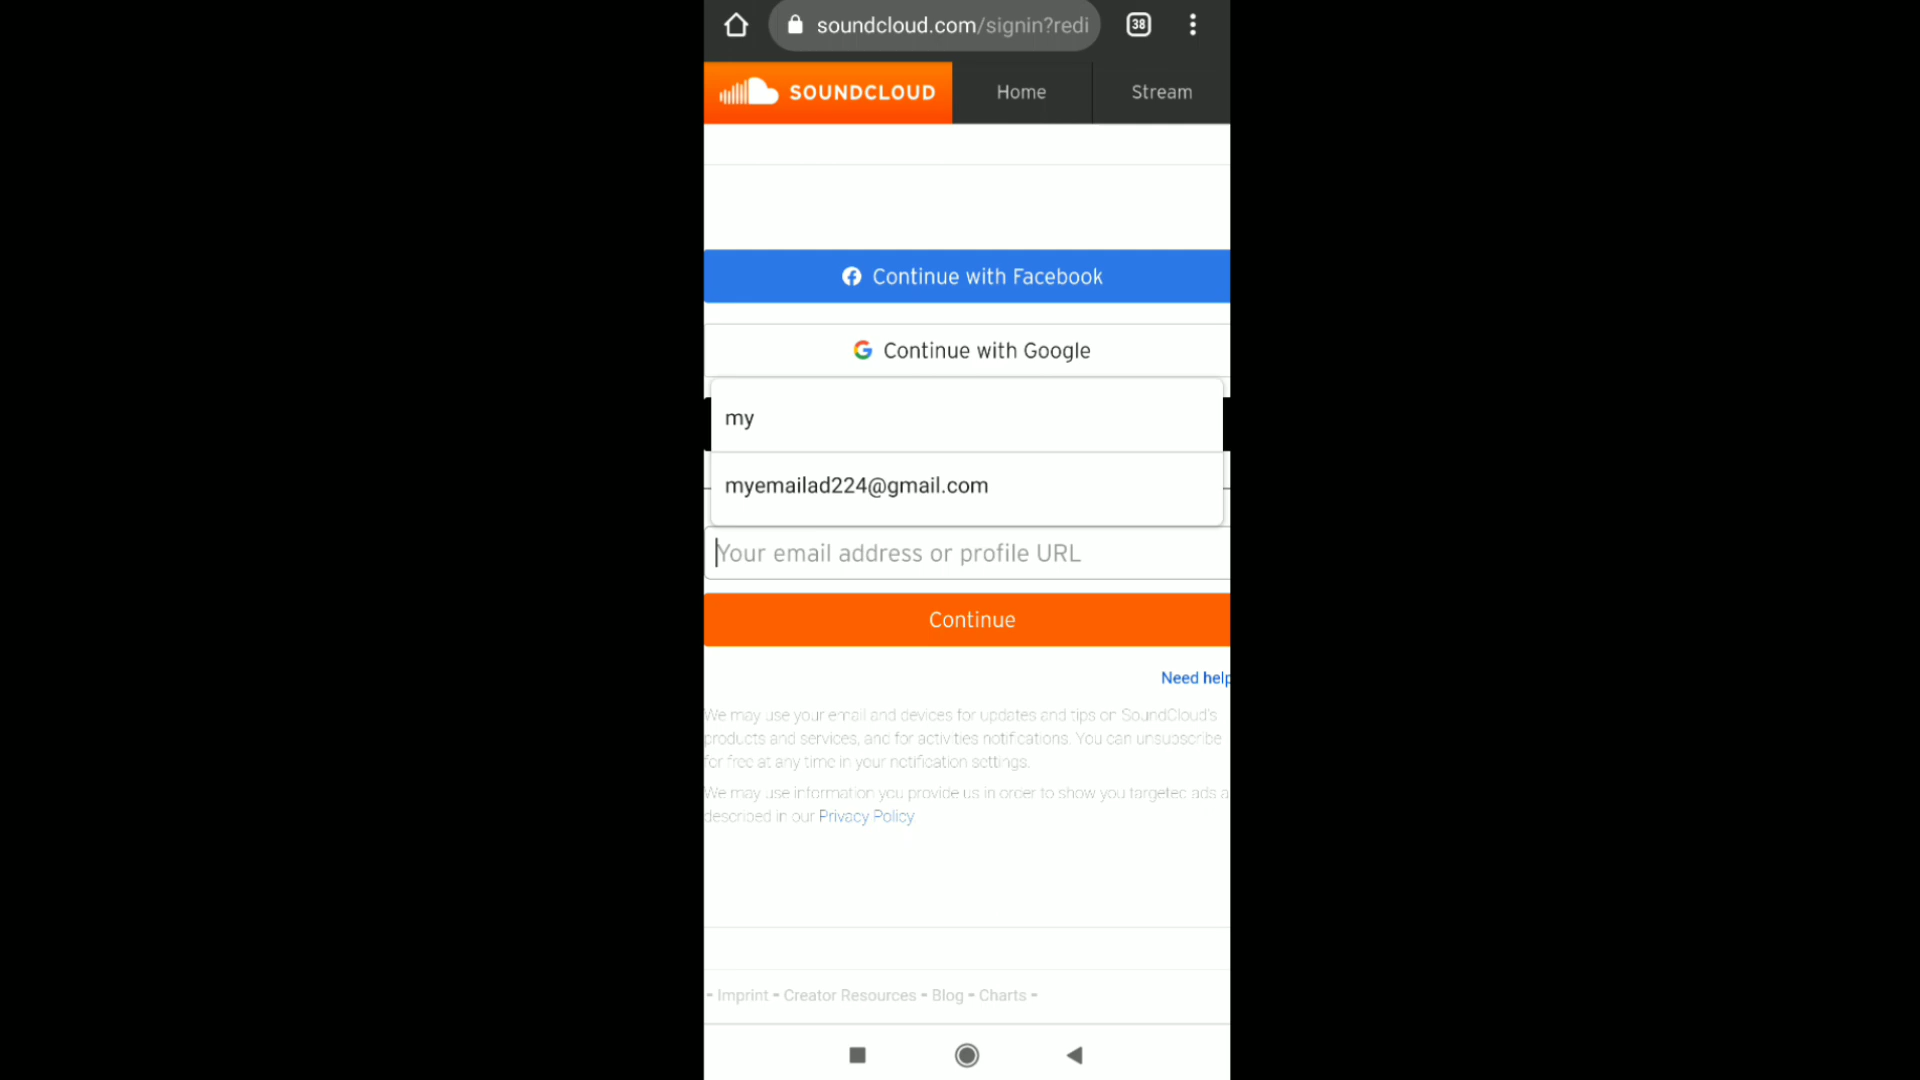 soundcloud.com/signin?redi
38
SOUNDCLOUD
Home
Stream
Continue with Facebook
Continue with Google
my
myemailad224@gmail.com
Your email address or profile URL
Continue
Need help
We may use your email and devices for updates and tips on SoundCloud's
products and services, and for activities notifications. You can unsubscribe
for free at any time in your notification settings.
We may use information you provide us in order to show you targeted ads a
described in our Privacy Policy
- Imprint - Creator Resources - Blog - Charts -